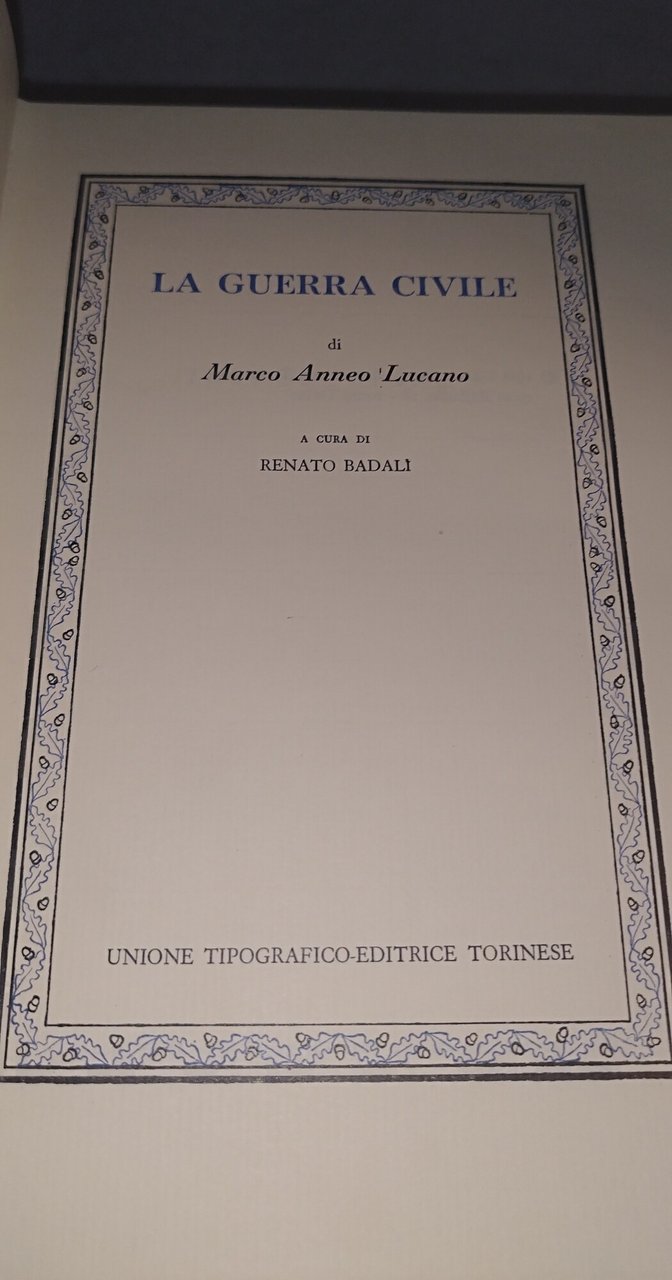 LA GUERRA CIVILE
di
Marco Anneo Lucano
A CURA DI
RENATO BADALÌ
UNIONE TIPOGRAFICO-EDITRICE TORINESE